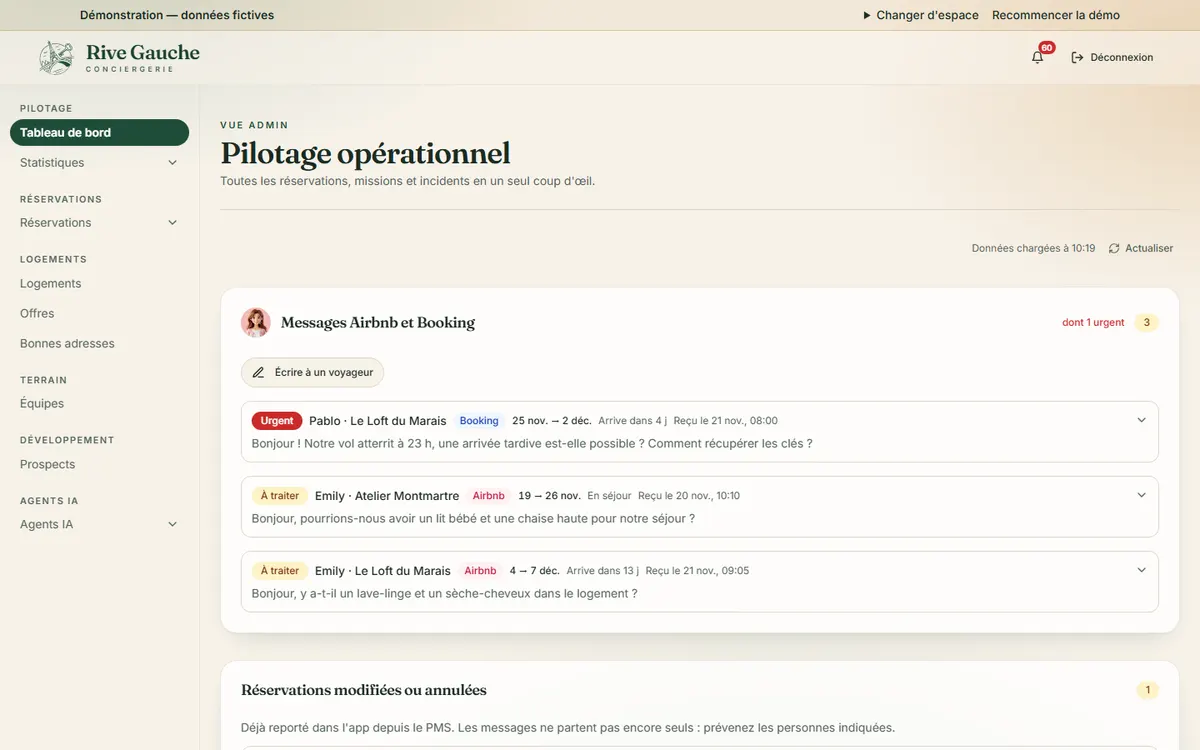 Démonstration — données fictives
▶ Changer d'espace Recommencer la démo
Rive Gauche
CONCIERGERIE
60
Déconnexion
PILOTAGE
Tableau de bord
Statistiques
RÉSERVATIONS
Réservations
LOGEMENTS
Logements
Offres
Bonnes adresses
TERRAIN
Équipes
DÉVELOPPEMENT
Prospects
AGENTS IA
Agents IA
VUE ADMIN
Pilotage opérationnel
Toutes les réservations, missions et incidents en un seul coup d'œil.
Données chargées à 10:19 Actualiser
Messages Airbnb et Booking
dont 1 urgent 3
Écrire à un voyageur
Urgent Pablo · Le Loft du Marais Booking 25 nov. → 2 déc. Arrive dans 4 j Reçu le 21 nov., 08:00
Bonjour ! Notre vol atterrit à 23 h, une arrivée tardive est-elle possible ? Comment récupérer les clés ?
À traiter Emily · Atelier Montmartre Airbnb 19 → 26 nov. En séjour Reçu le 20 nov., 10:10
Bonjour, pourrions-nous avoir un lit bébé et une chaise haute pour notre séjour ?
À traiter Emily · Le Loft du Marais Airbnb 4 → 7 déc. Arrive dans 13 j Reçu le 21 nov., 09:05
Bonjour, y a-t-il un lave-linge et un sèche-cheveux dans le logement ?
Réservations modifiées ou annulées
1
Déjà reporté dans l'app depuis le PMS. Les messages ne partent pas encore seuls : prévenez les personnes indiquées.